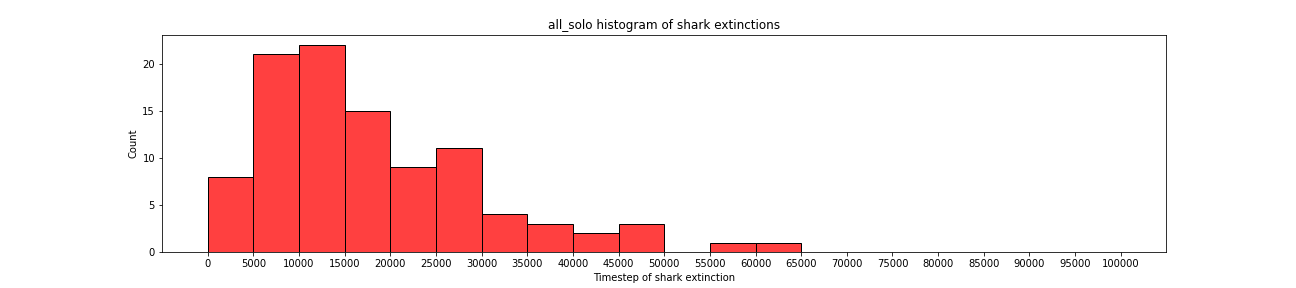 all_solo histogram of shark extinctions
20
15
10
5
0
Count
0 5000 10000 15000 20000 25000 30000 35000 40000 45000 50000 55000 60000 65000 70000 75000 80000 85000 90000 95000 100000
Timestep of shark extinction